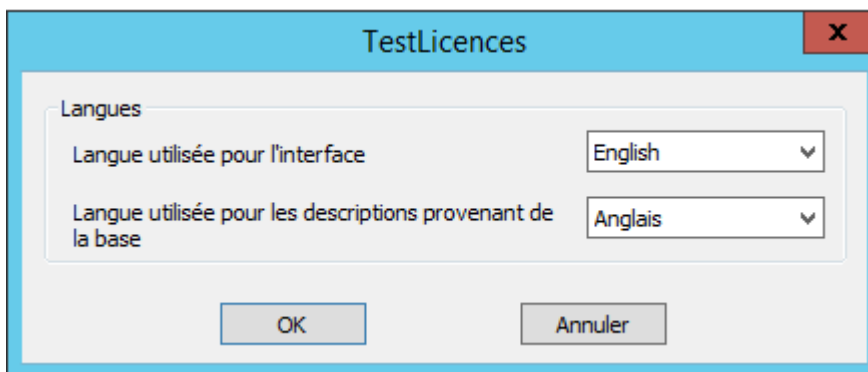 TestLicences
x
Langues
Langue utilisée pour l'interface
English
Langue utilisée pour les descriptions provenant de
la base
Anglais
OK
Annuler